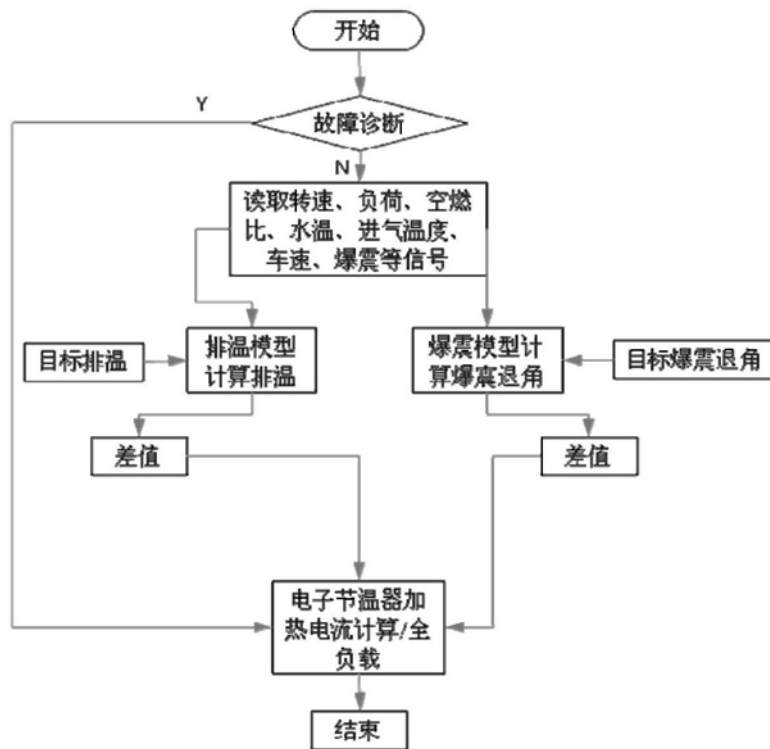 开始
Y
故障诊断
N
读取转速、负荷、空燃
比、水温、进气温度、
车速、爆震等信号
目标排温
排温模型
计算排温
爆震模型计
算爆震退角
目标爆震退角
差值
差值
电子节温器加
热电流计算/全
负载
结束